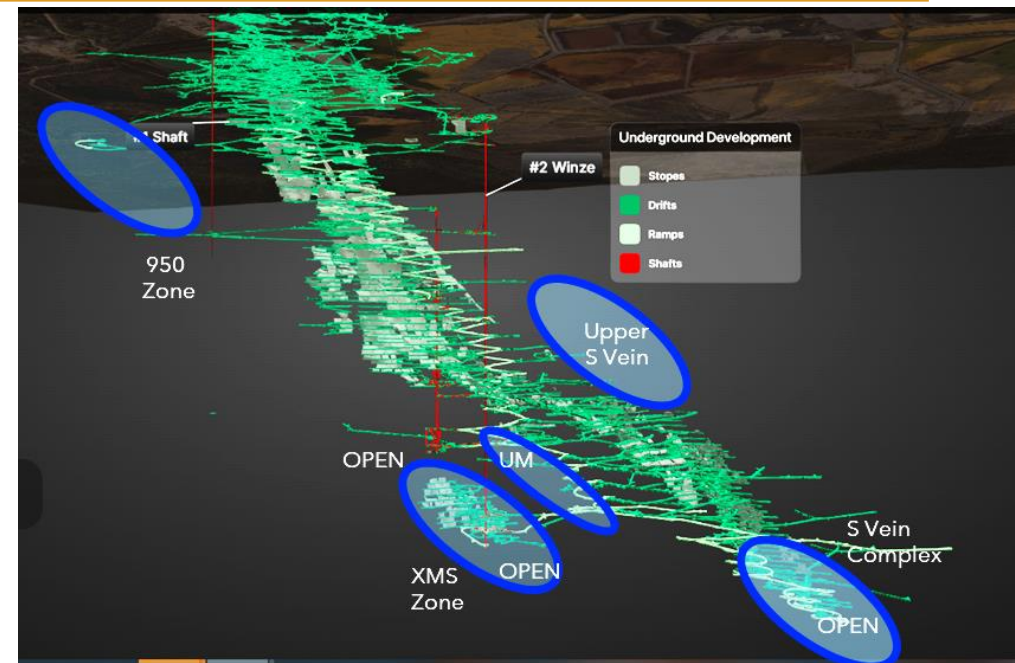 Shaft
#2 Winze
Underground Development
Stopes
Drifts
Ramps
Shafts
950
Zone
Upper
S Vein
OPEN
UM
XMS
Zone
OPEN
S Vein
Complex
OPEN